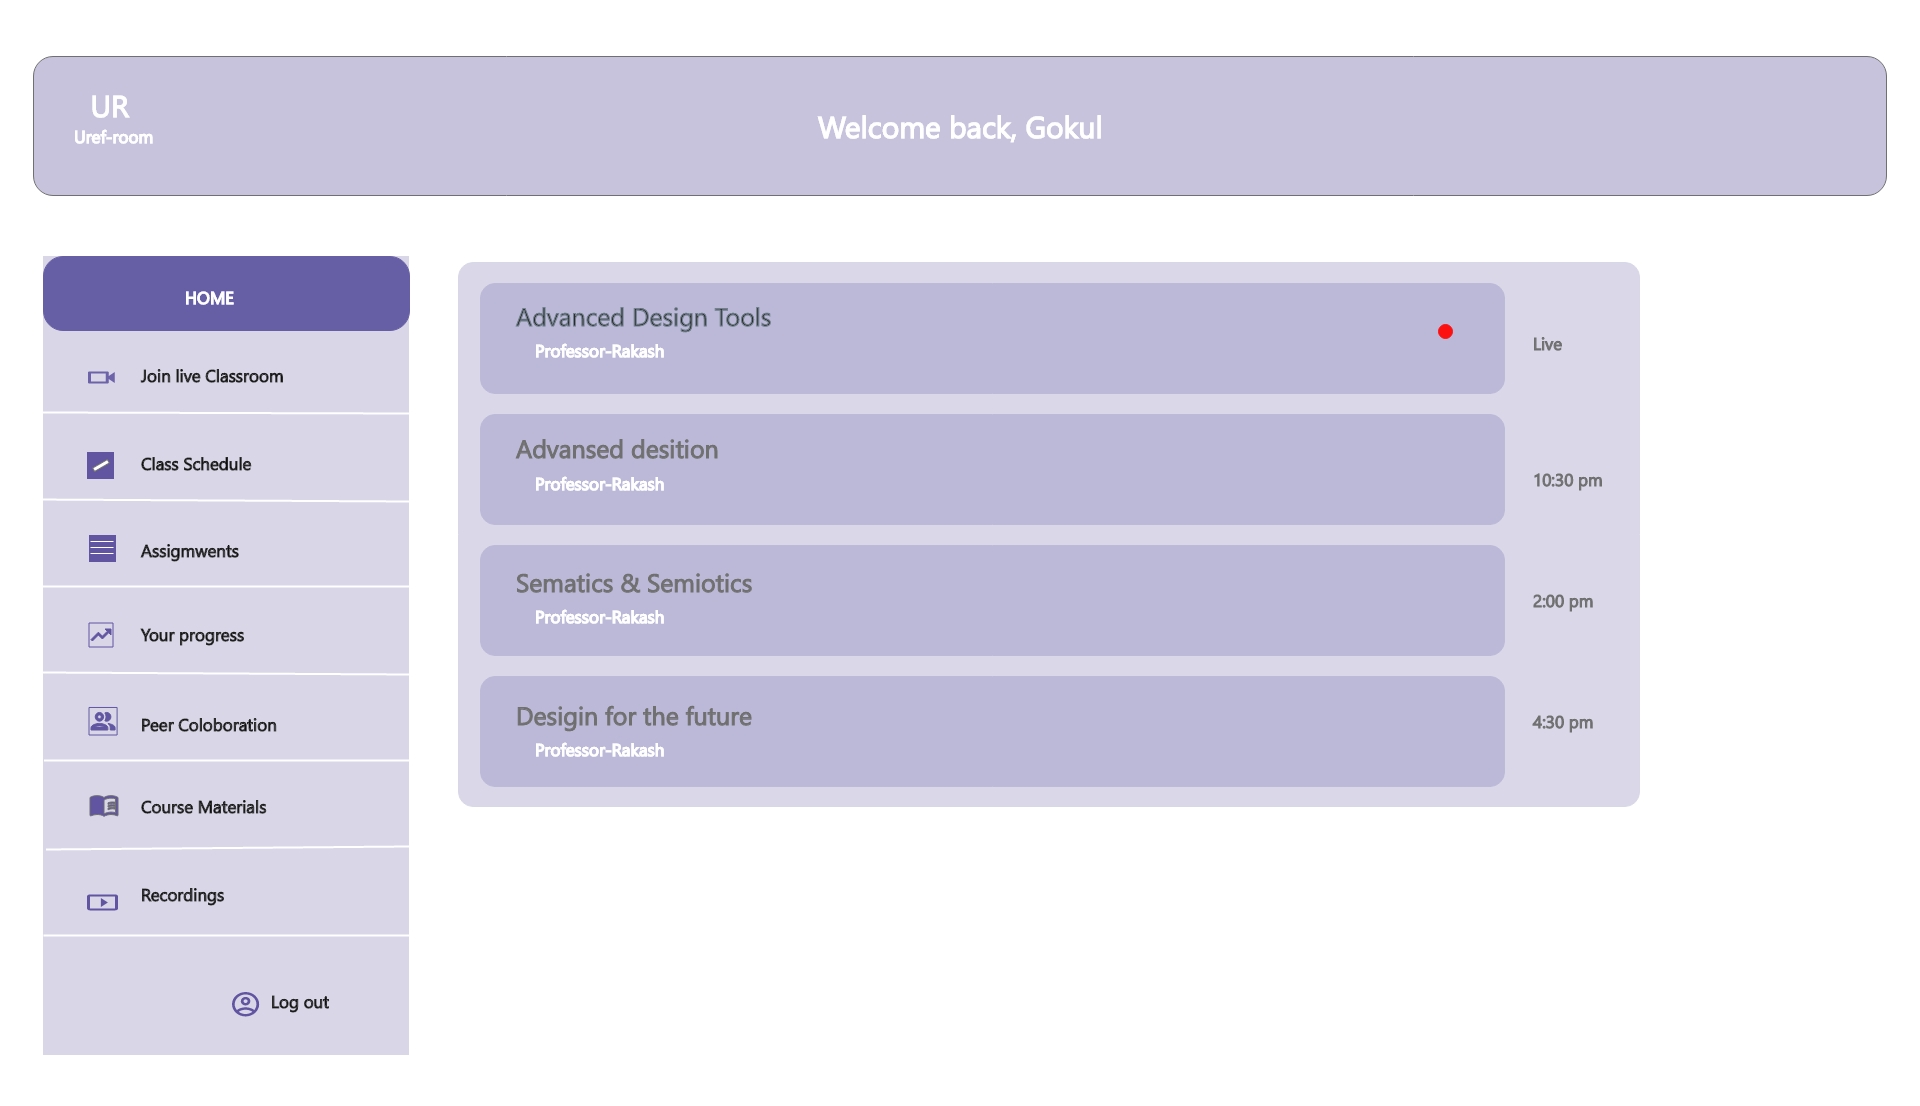 UR
Uref-room
Welcome back, Gokul
HOME
Join live Classroom
Class Schedule
Assigmwents
Your progress
Peer Coloboration
Course Materials
Recordings
Log out
Advanced Design Tools
Professor-Rakash
Live
Advansed desition
Professor-Rakash
10:30 pm
Sematics & Semiotics
Professor-Rakash
2:00 pm
Desigin for the future
Professor-Rakash
4:30 pm